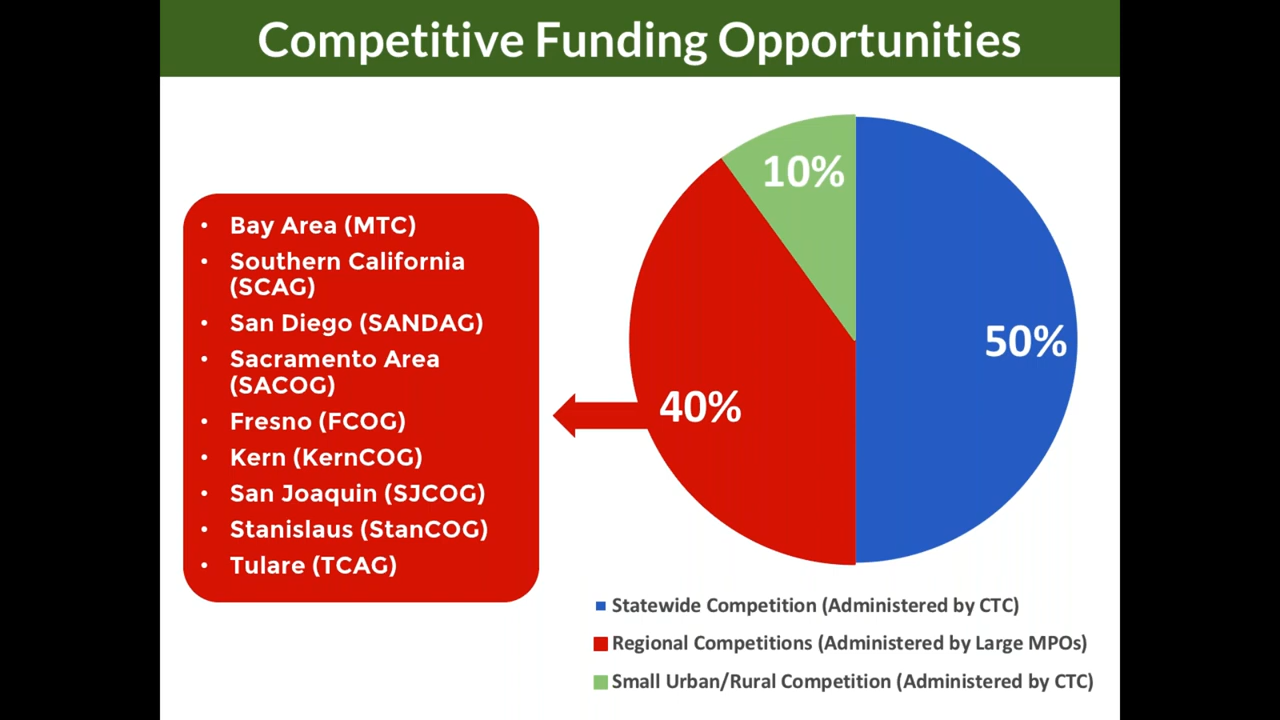 Competitive Funding Opportunities
• Bay Area (MTC)
• Southern California
(SCAG)
• San Diego (SANDAG)
• Sacramento Area
(SACOG)
• Fresno (FCOG)
• Kern (KernCOG)
• San Joaquin (SJCOG)
• Stanislaus (StanCOG)
• Tulare (TCAG)
10%
50%
40%
Statewide Competition (Administered by CTC)
Regional Competitions (Administered by Large MPOs)
Small Urban/Rural Competition (Administered by CTC)